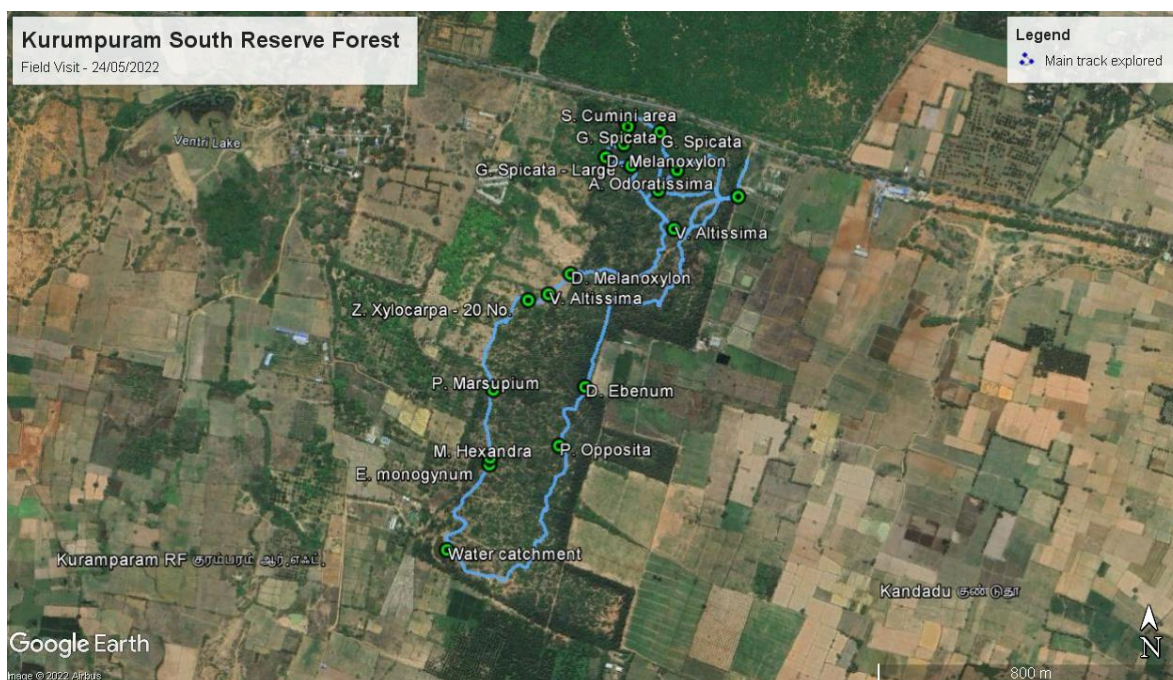 Kurumpuram South Reserve Forest
Field Visit - 24/05/2022
Legend
Main track explored
S. Cumini area
Ventri Lake
G. Spicata
G. Spicata
D. Melanoxylon
G. Spicata - Large
A. Odoratissima
V. Altissima
D. Melanoxylon
V. Altissima
Z. Xylocarpa - 20 No.
P. Marsupium
D. Ebenum
M. Hexandra
P. Opposita
E. monogynum
Water catchment
Kuramparam RF குரம்பரம் ஆர்.எஃப்.
Kandadu
Google Earth
N
Image © 2022 Airbus
800 m